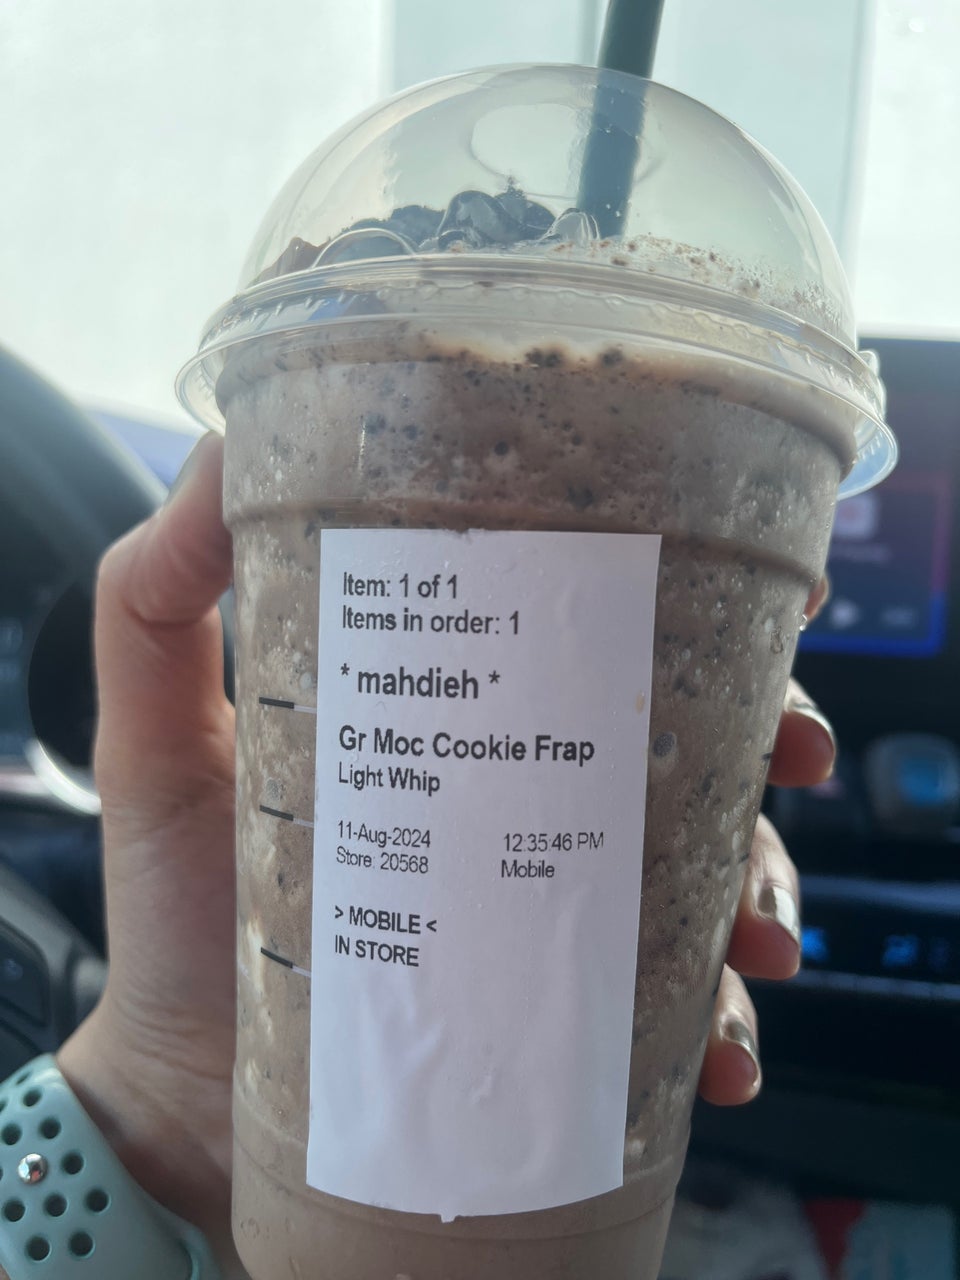 Item: 1 of 1
Items in order: 1
* mahdieh *
Gr Moc Cookie Frap
Light Whip
11-Aug-2024 12:35:46 PM
Store: 20568 Mobile
> MOBILE <
IN STORE